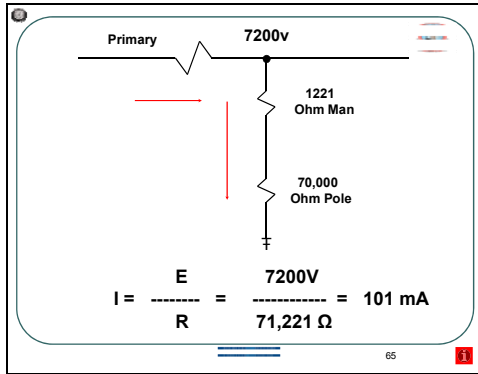 Primary
7200v
1221
Ohm Man
70,000
Ohm Pole
E 7200V
I = -------- = ------------ = 101 mA
R 71,221 Ω
65